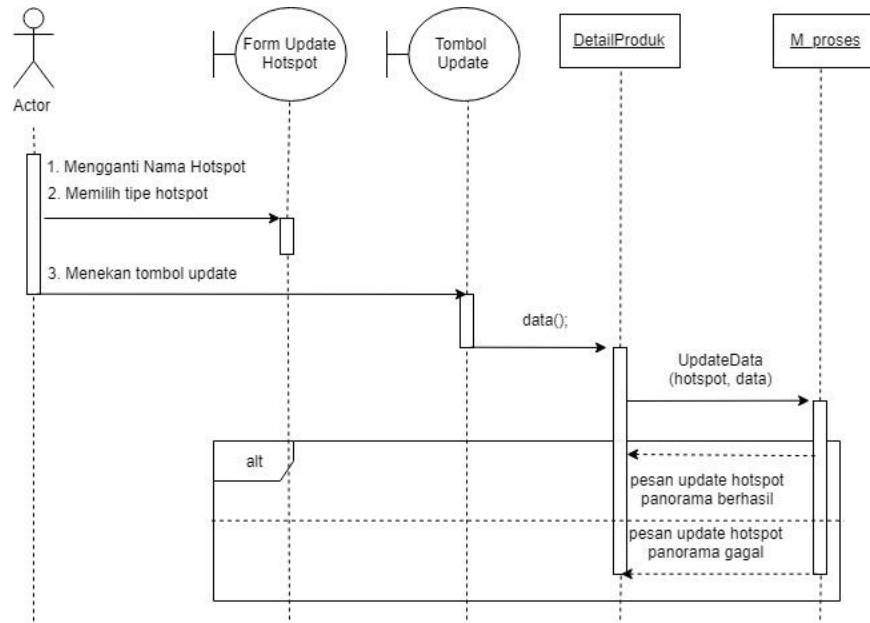 Actor
Form Update
Hotspot
Tombol
Update
DetailProduk
M_proses
1. Mengganti Nama Hotspot
2. Memilih tipe hotspot
3. Menekan tombol update
data();
UpdateData
(hotspot, data)
alt
pesan update hotspot
panorama berhasil
pesan update hotspot
panorama gagal